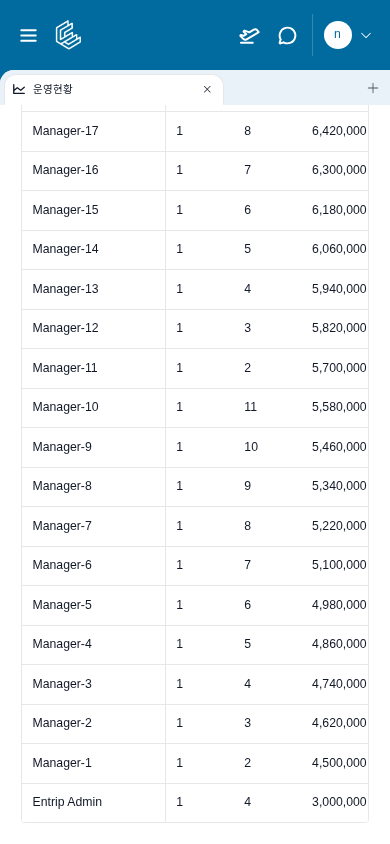 n
운영현황
Manager-17 1 8 6,420,000
Manager-16 1 7 6,300,000
Manager-15 1 6 6,180,000
Manager-14 1 5 6,060,000
Manager-13 1 4 5,940,000
Manager-12 1 3 5,820,000
Manager-11 1 2 5,700,000
Manager-10 1 11 5,580,000
Manager-9 1 10 5,460,000
Manager-8 1 9 5,340,000
Manager-7 1 8 5,220,000
Manager-6 1 7 5,100,000
Manager-5 1 6 4,980,000
Manager-4 1 5 4,860,000
Manager-3 1 4 4,740,000
Manager-2 1 3 4,620,000
Manager-1 1 2 4,500,000
Entrip Admin 1 4 3,000,000